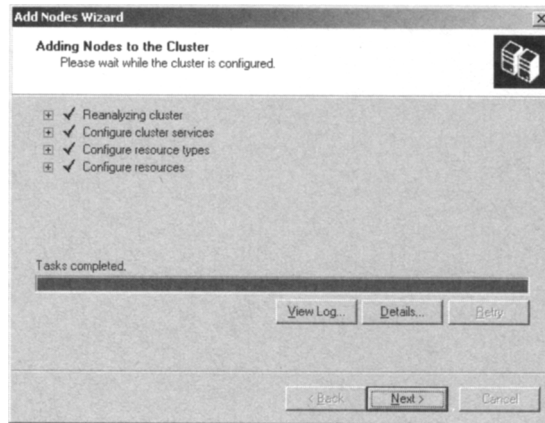 Add Nodes Wizard
Adding Nodes to the Cluster
Please wait while the cluster is configured.
Reanalyzing cluster
Configure cluster services
Configure resource types
Configure resources
Tasks completed.
View Log... Details... Retry
< Back Next > Cancel